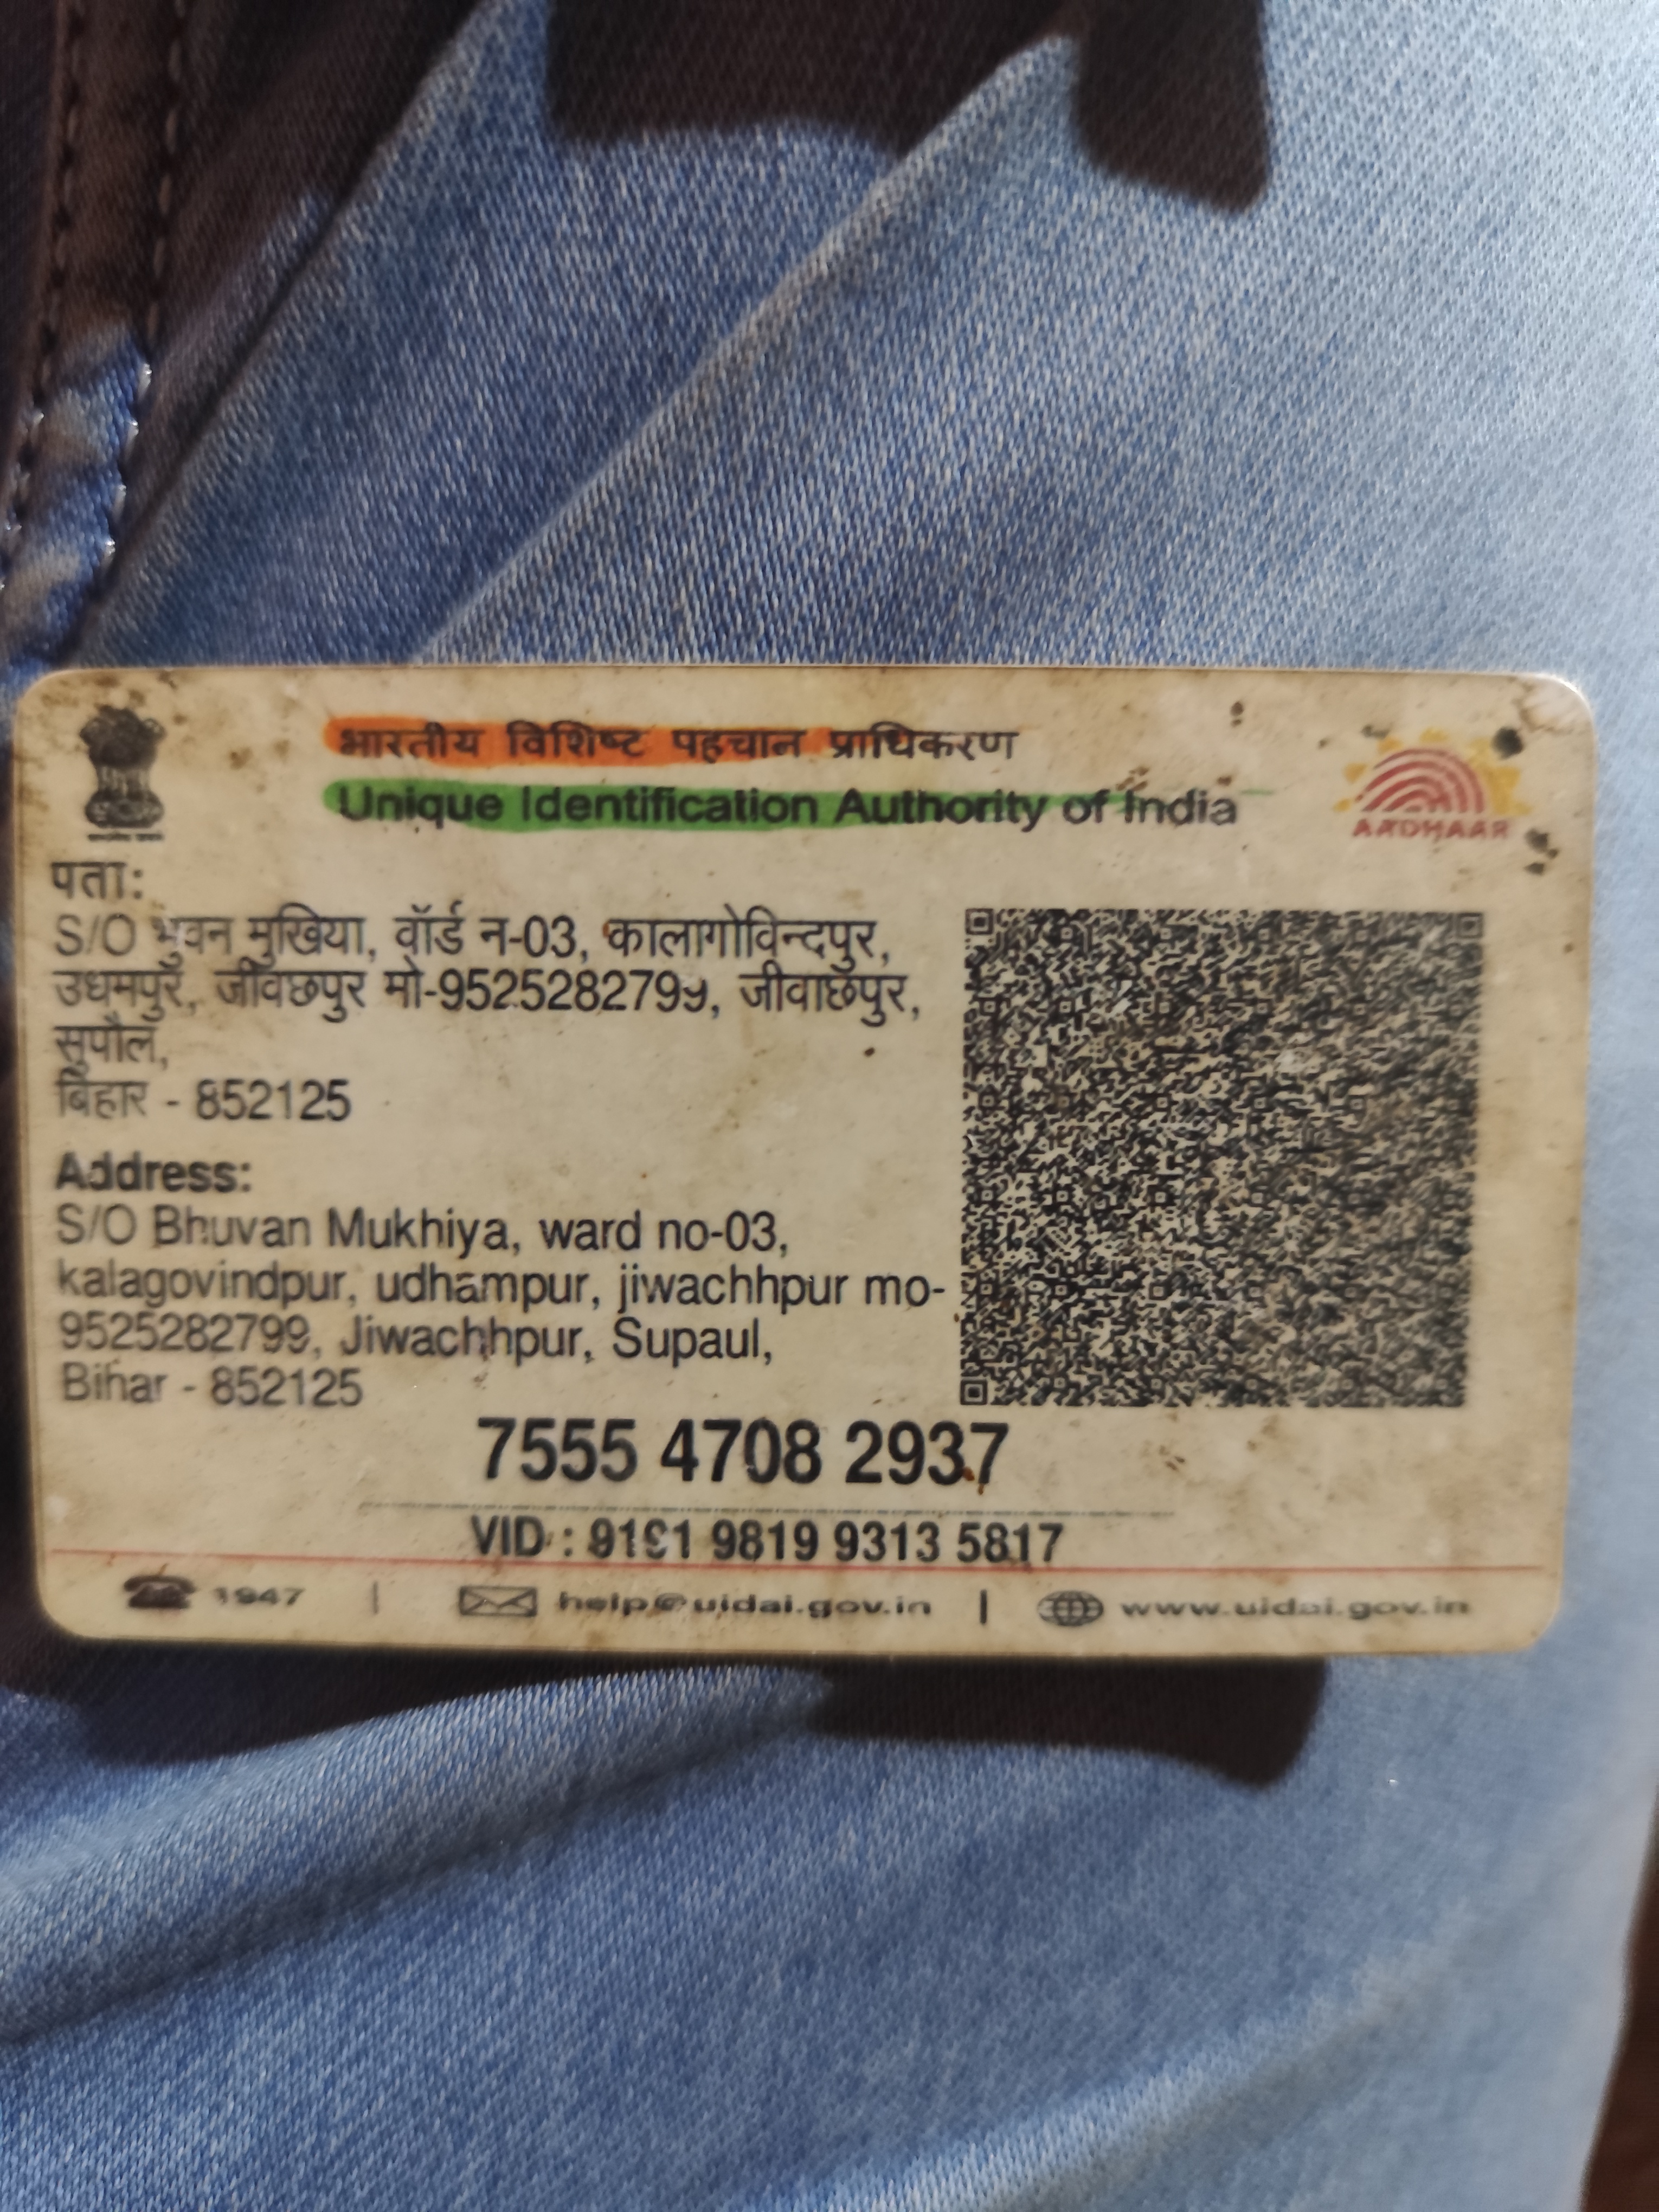 भारतीय विशिष्ट पहचान प्राधिकरण
Unique Identification Authority of India
AADHAAR
पता:
S/O भुवन मुखिया, वॉर्ड न-03, कालागोविन्दपुर,
उधमपुर, जीवछपुर मो-9525282799, जीवाछपुर,
सुपौल,
बिहार - 852125
Address:
S/O Bhuvan Mukhiya, ward no-03,
kalagovindpur, udhampur, jiwachhpur mo-
9525282799, Jiwachhpur, Supaul,
Bihar - 852125
7555 4708 2937
VID : 9191 9819 9313 5817
1947 | help@uidai.gov.in | www.uidai.gov.in